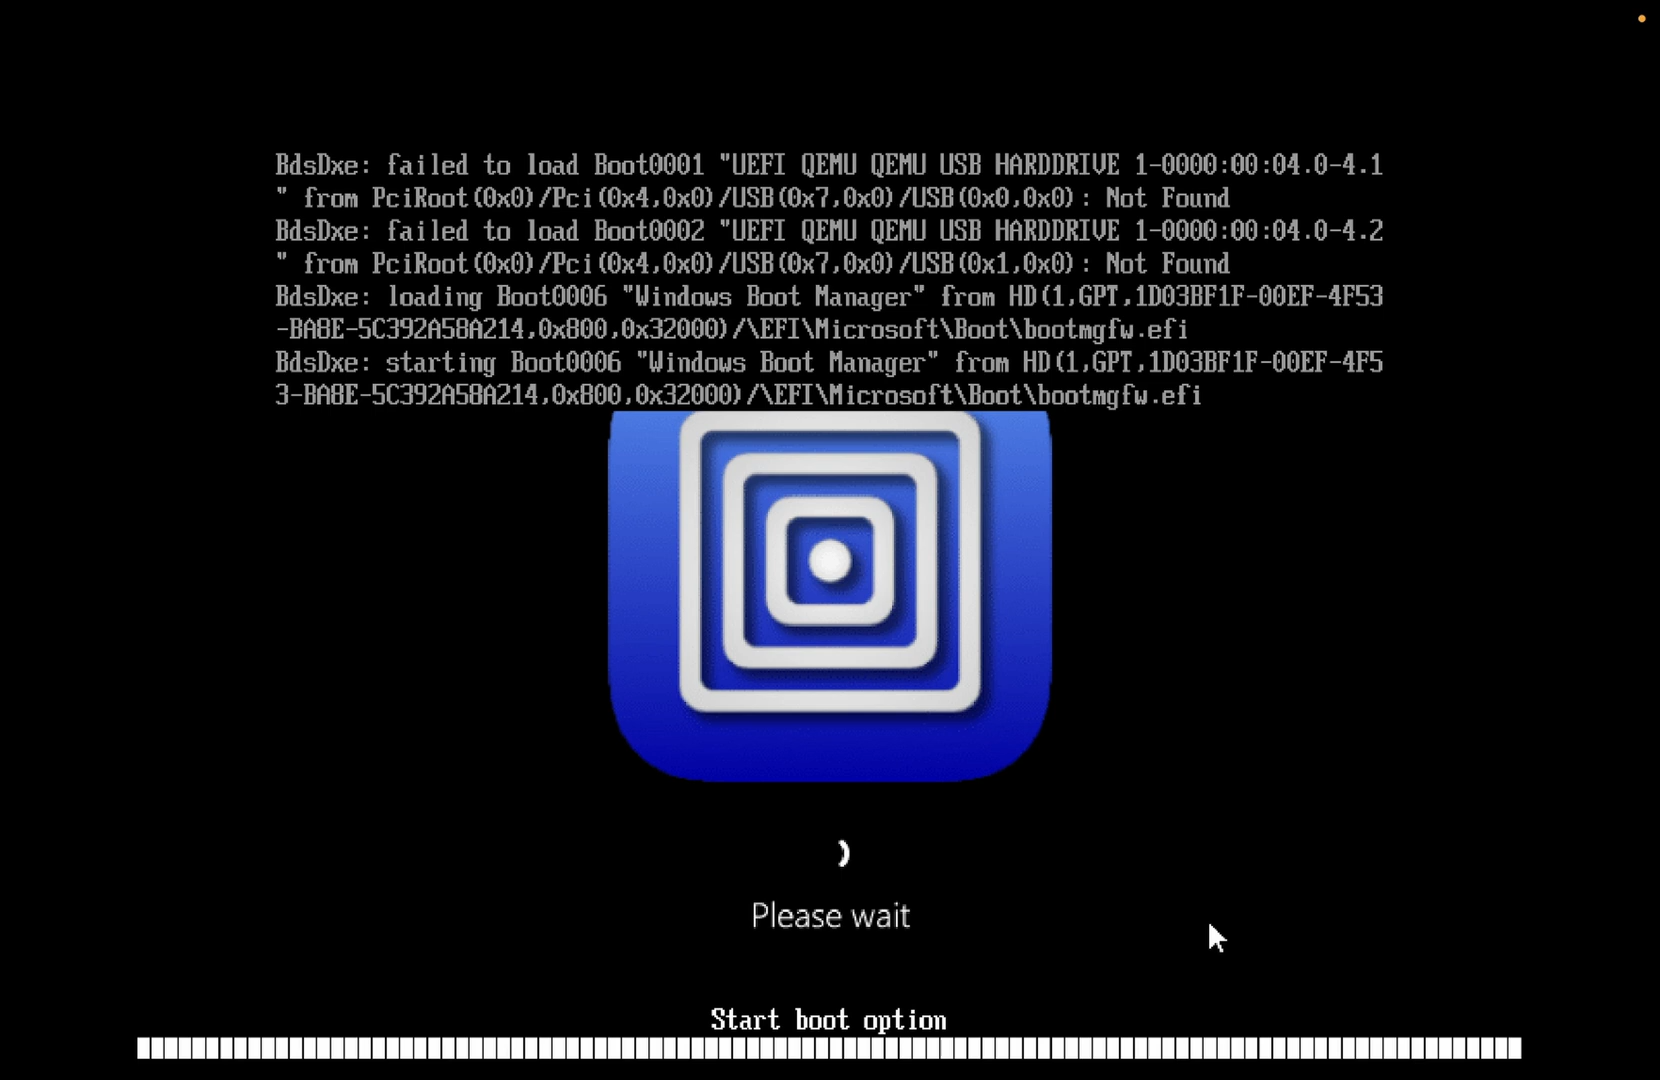 BdsDxe: failed to load Boot0001 "UEFI QEMU QEMU USB HARDDRIVE 1-0000:00:04.0-4.1
" from PciRoot(0x0)/Pci(0x4,0x0)/USB(0x7,0x0)/USB(0x0,0x0): Not Found
BdsDxe: failed to load Boot0002 "UEFI QEMU QEMU USB HARDDRIVE 1-0000:00:04.0-4.2
" from PciRoot(0x0)/Pci(0x4,0x0)/USB(0x7,0x0)/USB(0x1,0x0): Not Found
BdsDxe: loading Boot0006 "Windows Boot Manager" from HD(1,GPT,1D03BF1F-00EF-4F53
-BA8E-5C392A58A214,0x800,0x32000)/\EFI\Microsoft\Boot\bootmgfw.efi
BdsDxe: starting Boot0006 "Windows Boot Manager" from HD(1,GPT,1D03BF1F-00EF-4F5
3-BA8E-5C392A58A214,0x800,0x32000)/\EFI\Microsoft\Boot\bootmgfw.efi
Please wait
Start boot option